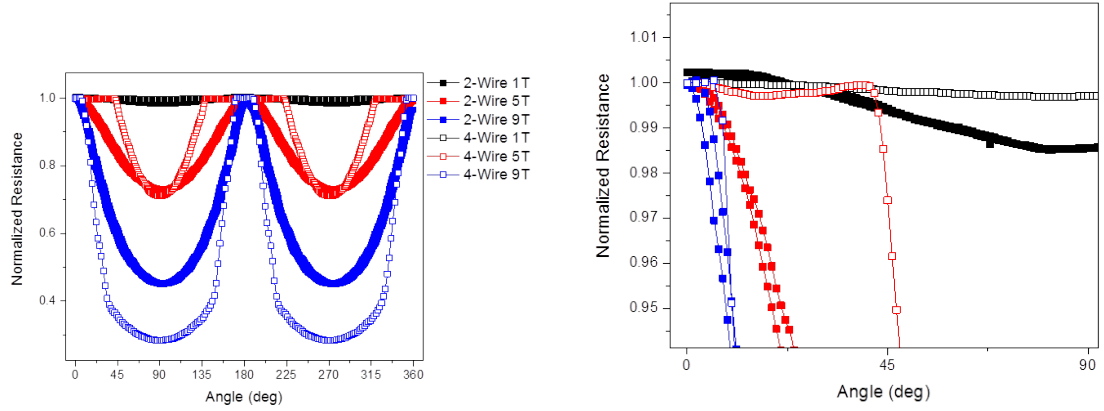 Normalized Resistance
1.0
0.8
0.6
0.4
0 45 90 135 180 225 270 315 360
Angle (deg)
2-Wire 1T
2-Wire 5T
2-Wire 9T
4-Wire 1T
4-Wire 5T
4-Wire 9T
Normalized Resistance
1.01
1.00
0.99
0.98
0.97
0.96
0.95
0 45 90
Angle (deg)